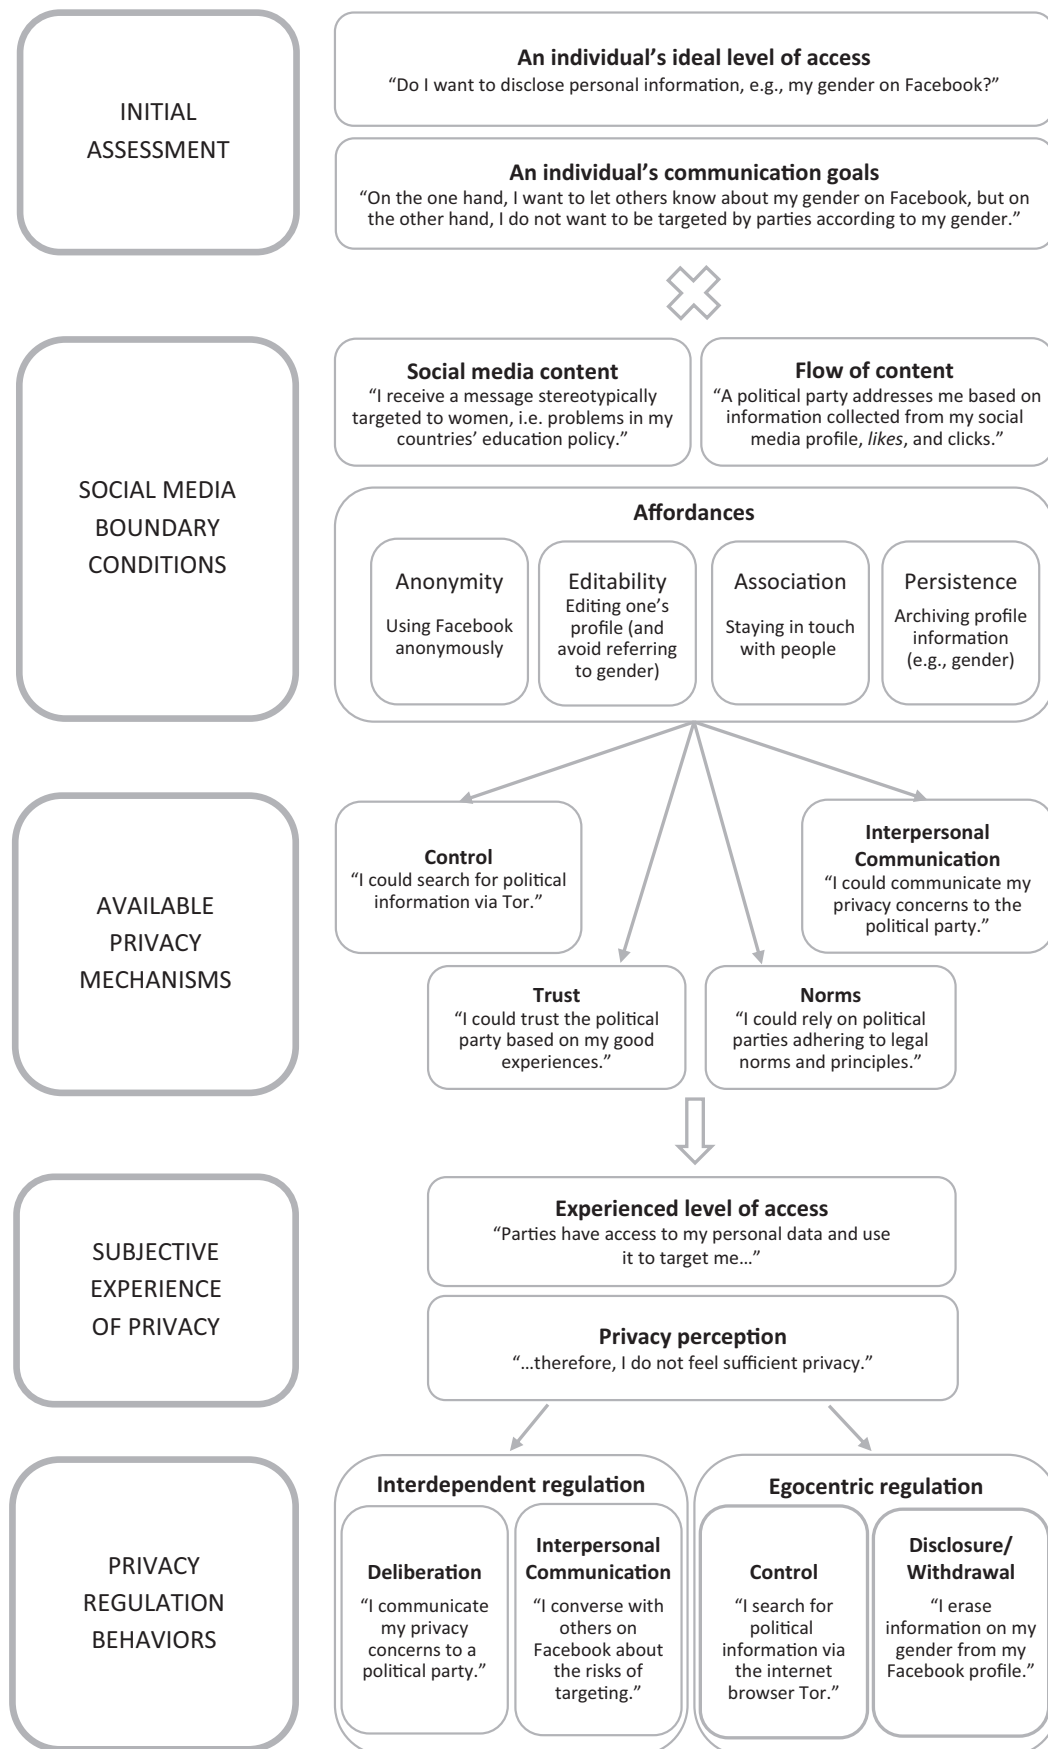 INITIAL
ASSESSMENT
An individual's ideal level of access
“Do I want to disclose personal information, e.g., my gender on Facebook?”
An individual's communication goals
“On the one hand, I want to let others know about my gender on Facebook, but on
the other hand, I do not want to be targeted by parties according to my gender.”
SOCIAL MEDIA
BOUNDARY
CONDITIONS
Social media content
“I receive a message stereotypically
targeted to women, i.e. problems in my
countries' education policy.”
Flow of content
“A political party addresses me based on
information collected from my social
media profile, likes, and clicks.”
Affordances
Anonymity
Using Facebook
anonymously
Editability
Editing one's
profile (and
avoid referring
to gender)
Association
Staying in touch
with people
Persistence
Archiving profile
information
(e.g., gender)
AVAILABLE
PRIVACY
MECHANISMS
Control
“I could search for political
information via Tor.”
Interpersonal
Communication
“I could communicate my
privacy concerns to the
political party.”
Trust
“I could trust the political
party based on my good
experiences.”
Norms
“I could rely on political
parties adhering to legal
norms and principles.”
SUBJECTIVE
EXPERIENCE
OF PRIVACY
Experienced level of access
“Parties have access to my personal data and use
it to target me…”
Privacy perception
“…therefore, I do not feel sufficient privacy.”
PRIVACY
REGULATION
BEHAVIORS
Interdependent regulation
Deliberation
“I communicate
my privacy
concerns to a
political party.”
Interpersonal
Communication
“I converse with
others on
Facebook about
the risks of
targeting.”
Egocentric regulation
Control
“I search for
political
information via
the internet
browser Tor.”
Disclosure/
Withdrawal
“I erase
information on my
gender from my
Facebook profile.”